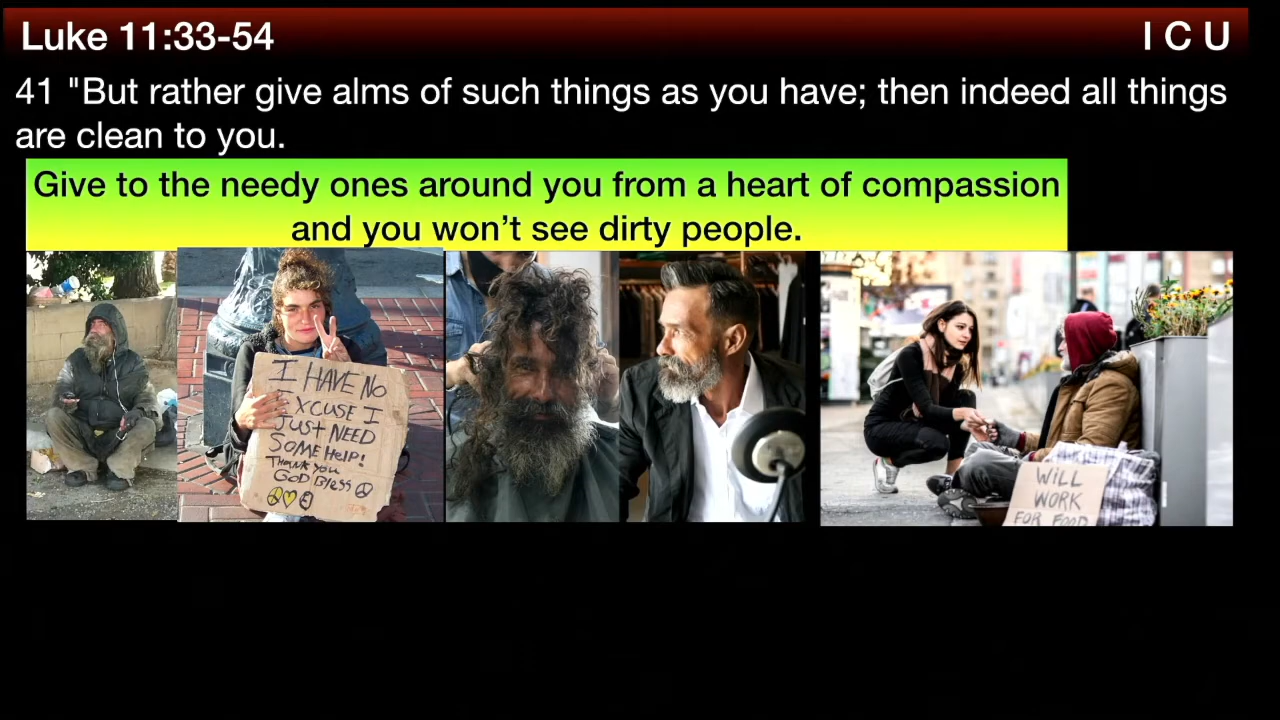 Luke 11:33-54
I C U
41 "But rather give alms of such things as you have; then indeed all things
are clean to you.
Give to the needy ones around you from a heart of compassion
and you won't see dirty people.
I HAVE NO
EXCUSE I
JUST NEED
SOME HELP!
THANK YOU
GOD BLESS
WILL
WORK
FOR FOOD